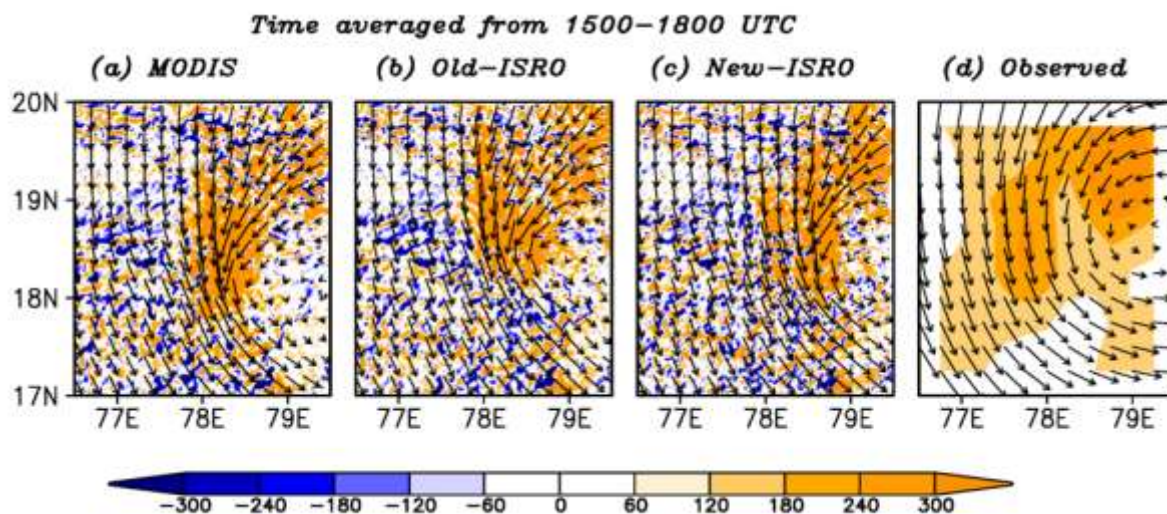 Time averaged from 1500-1800 UTC
(a) MODIS (b) Old-ISRO (c) New-ISRO (d) Observed
20N
19N
18N
17N
77E 78E 79E 77E 78E 79E 77E 78E 79E 77E 78E 79E
-300 -240 -180 -120 -60 0 60 120 180 240 300